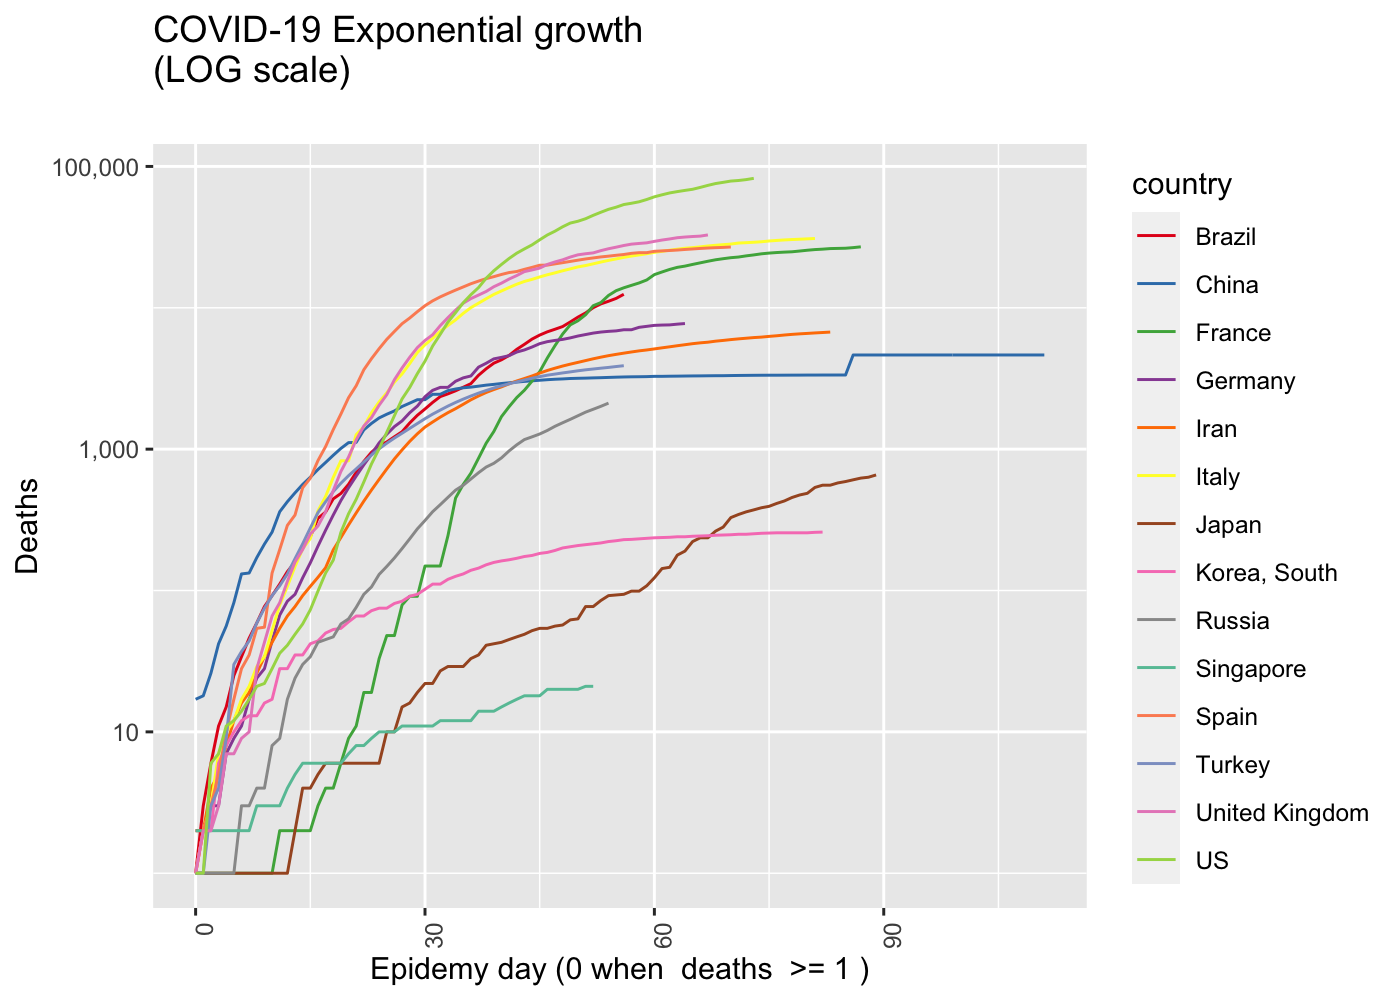 COVID-19 Exponential growth
(LOG scale)
100,000
1,000
10
Deaths
0
30
60
90
Epidemy day (0 when  deaths  >= 1 )
country
Brazil
China
France
Germany
Iran
Italy
Japan
Korea, South
Russia
Singapore
Spain
Turkey
United Kingdom
US